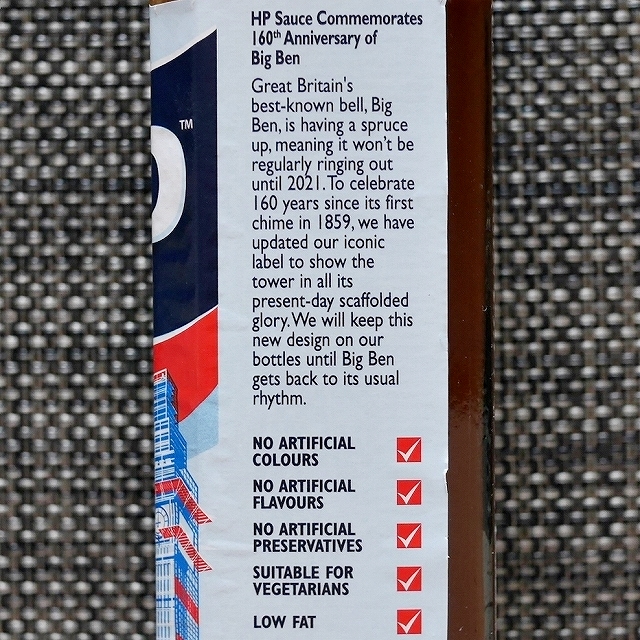 HP Sauce Commemorates
160th Anniversary of
Big Ben
Great Britain's
best-known bell, Big
Ben, is having a spruce
up, meaning it won't be
regularly ringing out
until 2021. To celebrate
160 years since its first
chime in 1859, we have
updated our iconic
label to show the
tower in all its
present-day scaffolded
glory. We will keep this
new design on our
bottles until Big Ben
gets back to its usual
rhythm.
NO ARTIFICIAL
COLOURS
NO ARTIFICIAL
FLAVOURS
NO ARTIFICIAL
PRESERVATIVES
SUITABLE FOR
VEGETARIANS
LOW FAT
TM